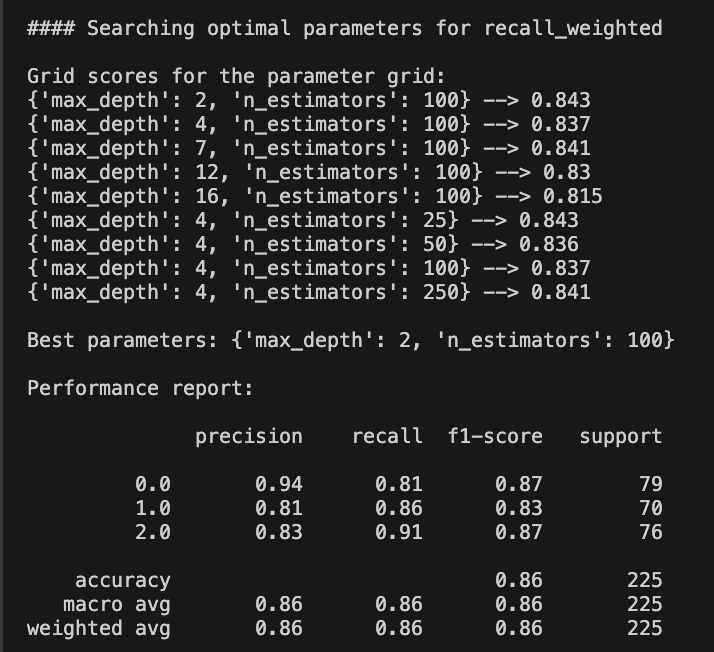 #### Searching optimal parameters for recall_weighted
Grid scores for the parameter grid:
{'max_depth': 2, 'n_estimators': 100} --> 0.843
{'max_depth': 4, 'n_estimators': 100} --> 0.837
{'max_depth': 7, 'n_estimators': 100} --> 0.841
{'max_depth': 12, 'n_estimators': 100} --> 0.83
{'max_depth': 16, 'n_estimators': 100} --> 0.815
{'max_depth': 4, 'n_estimators': 25} --> 0.843
{'max_depth': 4, 'n_estimators': 50} --> 0.836
{'max_depth': 4, 'n_estimators': 100} --> 0.837
{'max_depth': 4, 'n_estimators': 250} --> 0.841
Best parameters: {'max_depth': 2, 'n_estimators': 100}
Performance report:
precision recall f1-score support
0.0 0.94 0.81 0.87 79
1.0 0.81 0.86 0.83 70
2.0 0.83 0.91 0.87 76
accuracy 0.86 225
macro avg 0.86 0.86 0.86 225
weighted avg 0.86 0.86 0.86 225